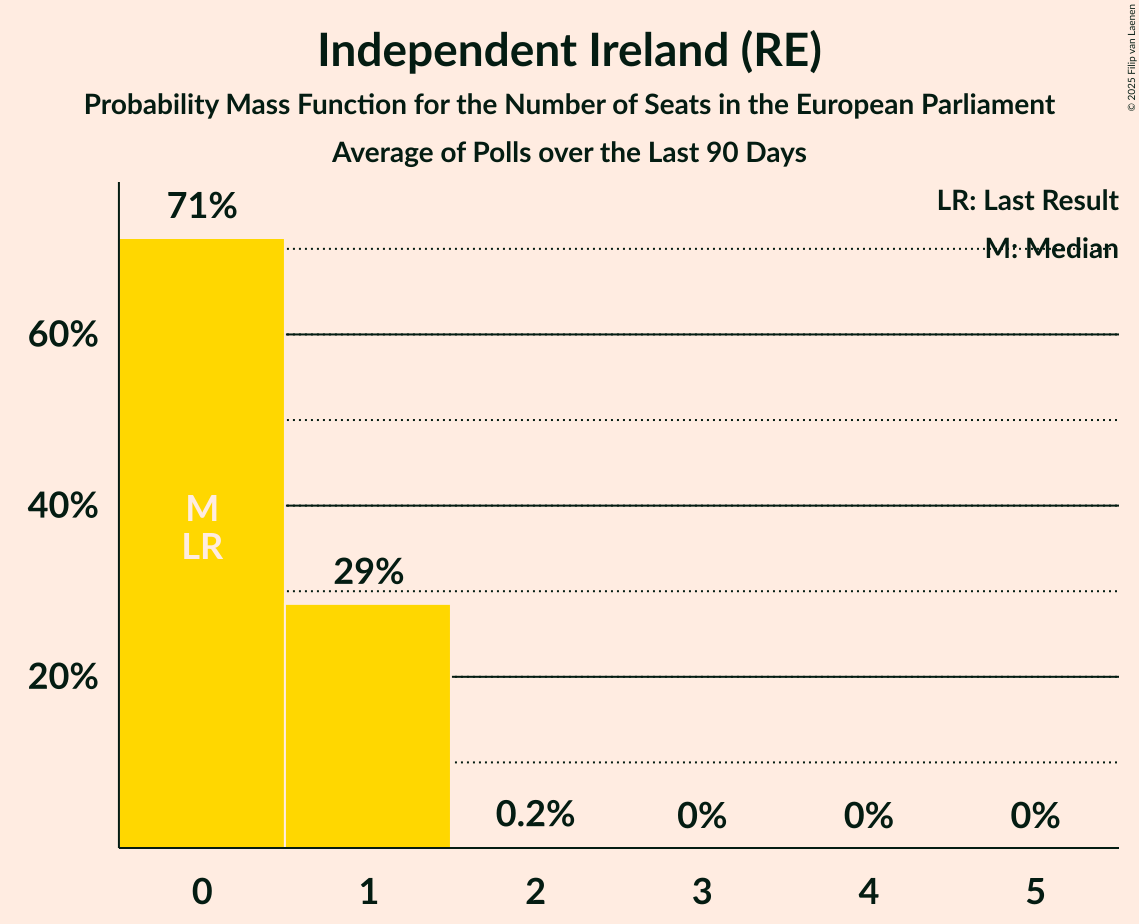 Independent Ireland (RE)
Probability Mass Function for the Number of Seats in the European Parliament
Average of Polls over the Last 90 Days
© 2025 Filip van Laenen
LR: Last Result
M: Median
71%
60%
40%
20%
M
LR
29%
0.2%
0%
0%
0%
0
1
2
3
4
5